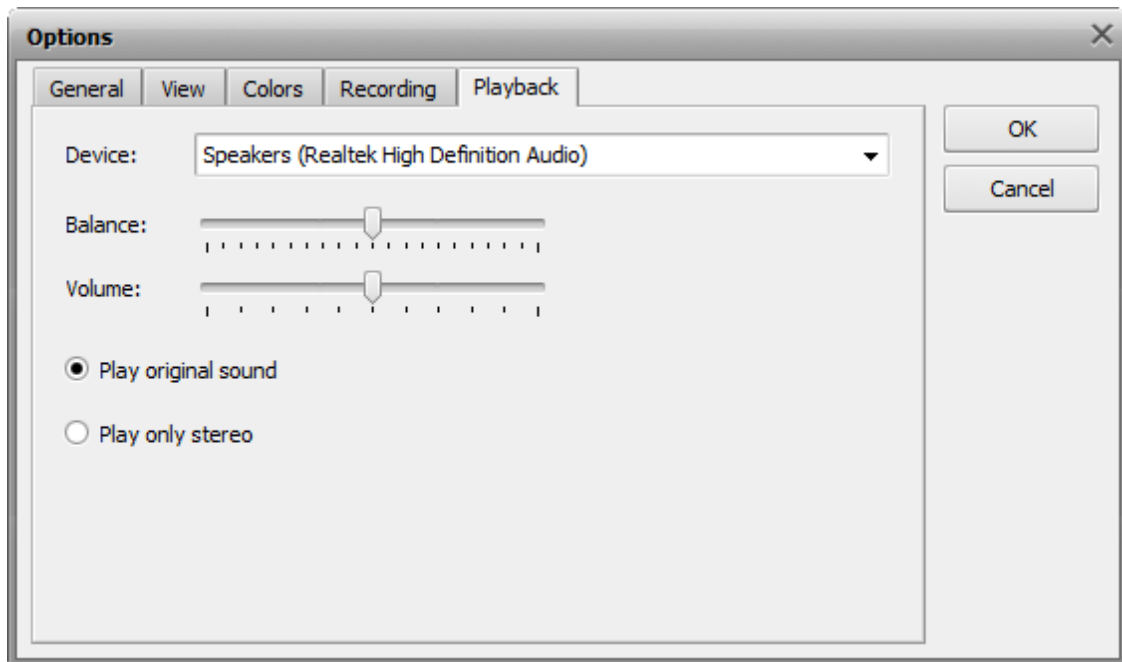 Options
General View Colors Recording Playback
Device: Speakers (Realtek High Definition Audio)
OK
Cancel
Balance:
Volume:
Play original sound
Play only stereo